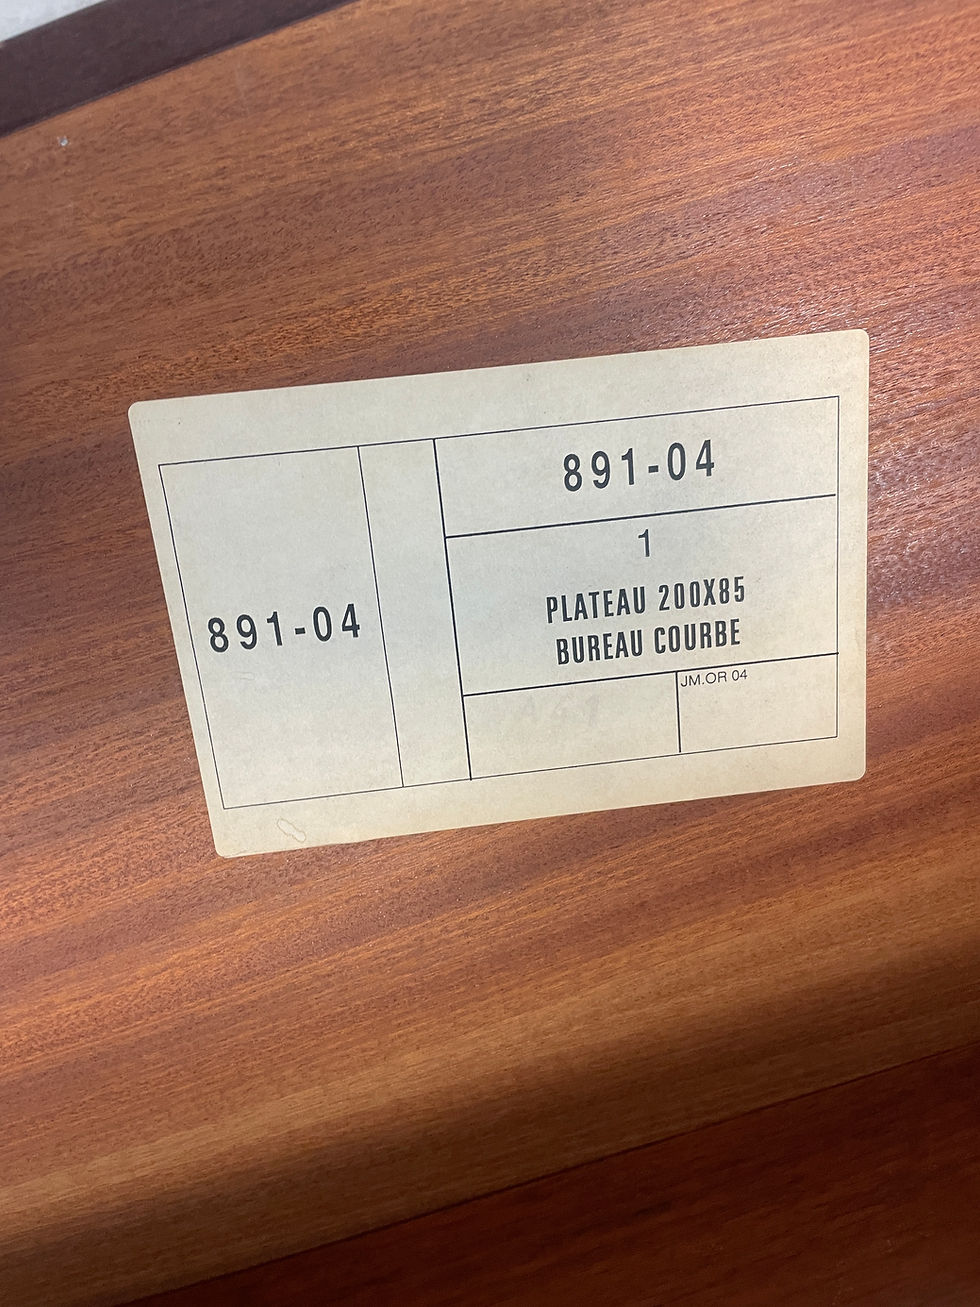 891-04
891-04
1
PLATEAU 200X85
BUREAU COURBE
JM.OR 04